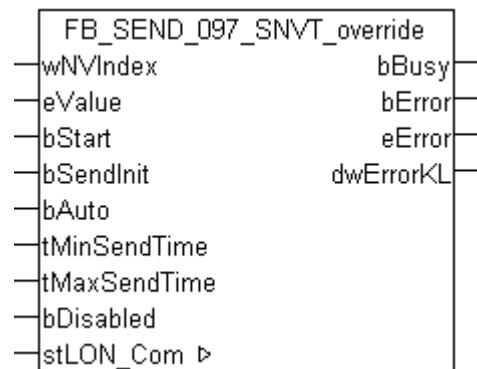 FB_SEND_097_SNVT_override
wNVIndex bBusy
eValue bError
bStart eError
bSendInit dwErrorKL
bAuto
tMinSendTime
tMaxSendTime
bDisabled
stLON_Com ▷